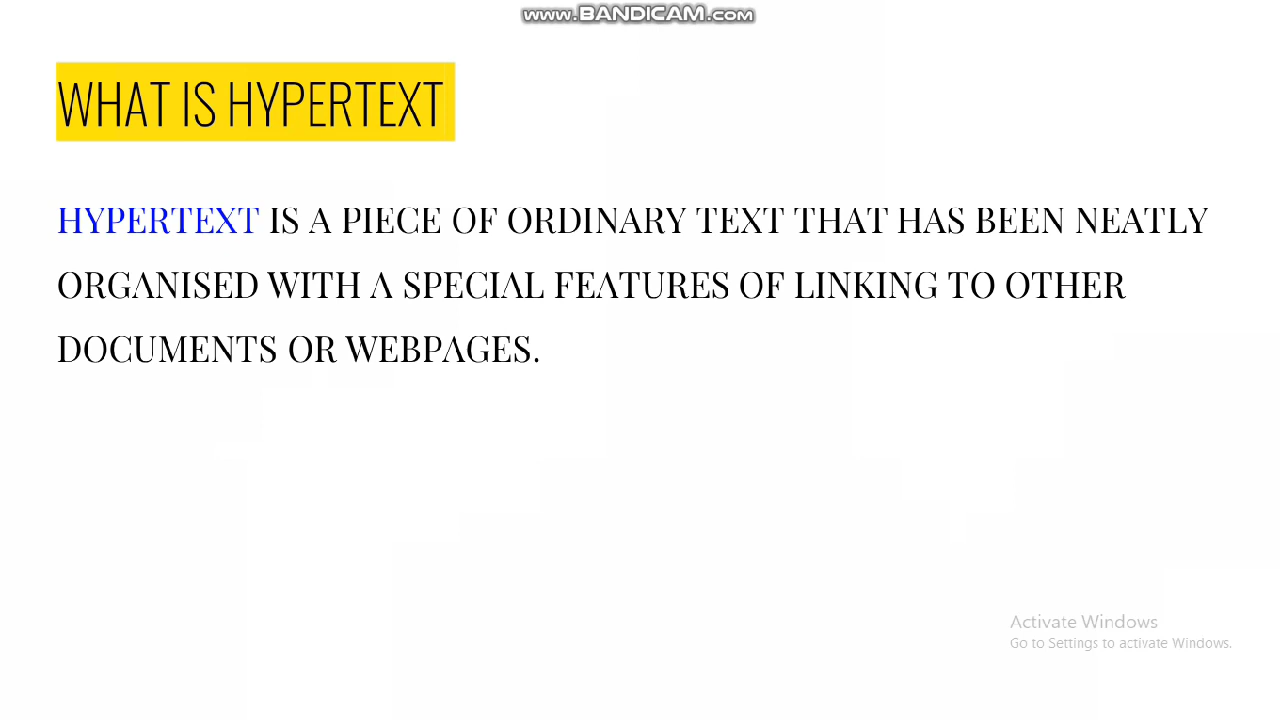 www.BANDICAM.com
WHAT IS HYPERTEXT
HYPERTEXT IS A PIECE OF ORDINARY TEXT THAT HAS BEEN NEATLY
ORGANISED WITH A SPECIAL FEATURES OF LINKING TO OTHER
DOCUMENTS OR WEBPAGES.
Activate Windows
Go to Settings to activate Windows.